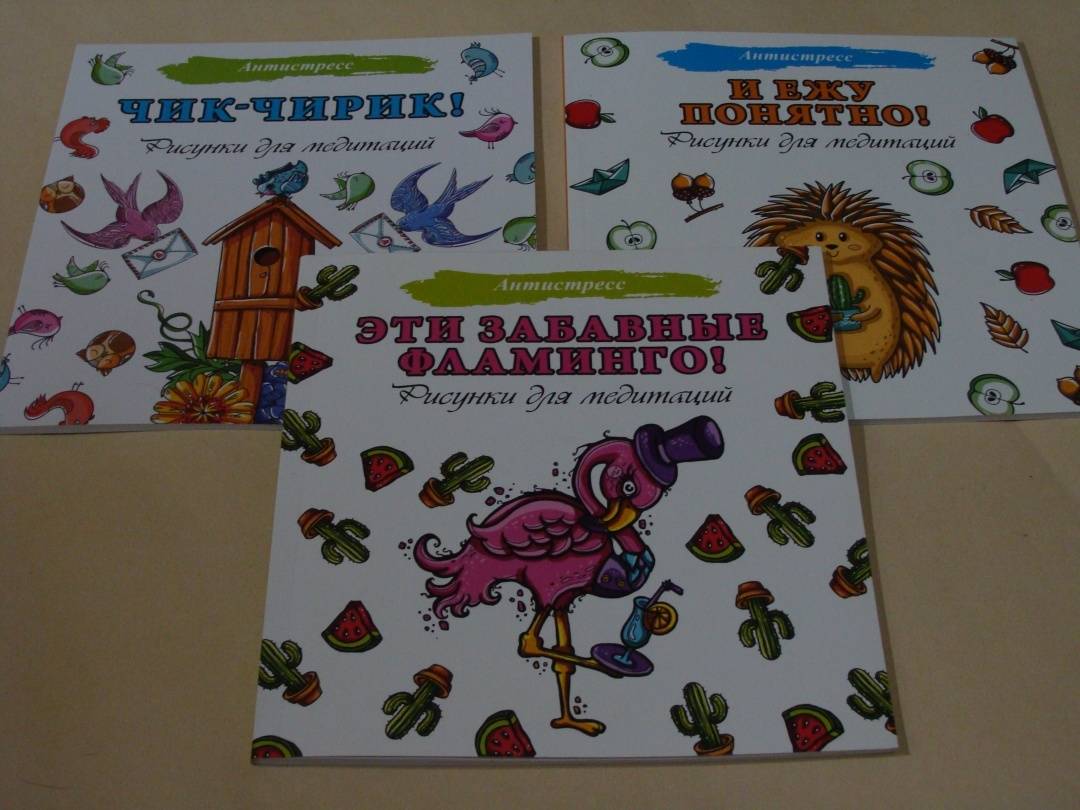 Антистресс
ЧИК-ЧИРИК!
Рисунки для медитаций
Антистресс
И ЕЖУ
ПОНЯТНО!
Рисунки для медитаций
Антистресс
ЭТИ ЗАБАВНЫЕ
ФЛАМИНГО!
Рисунки для медитаций